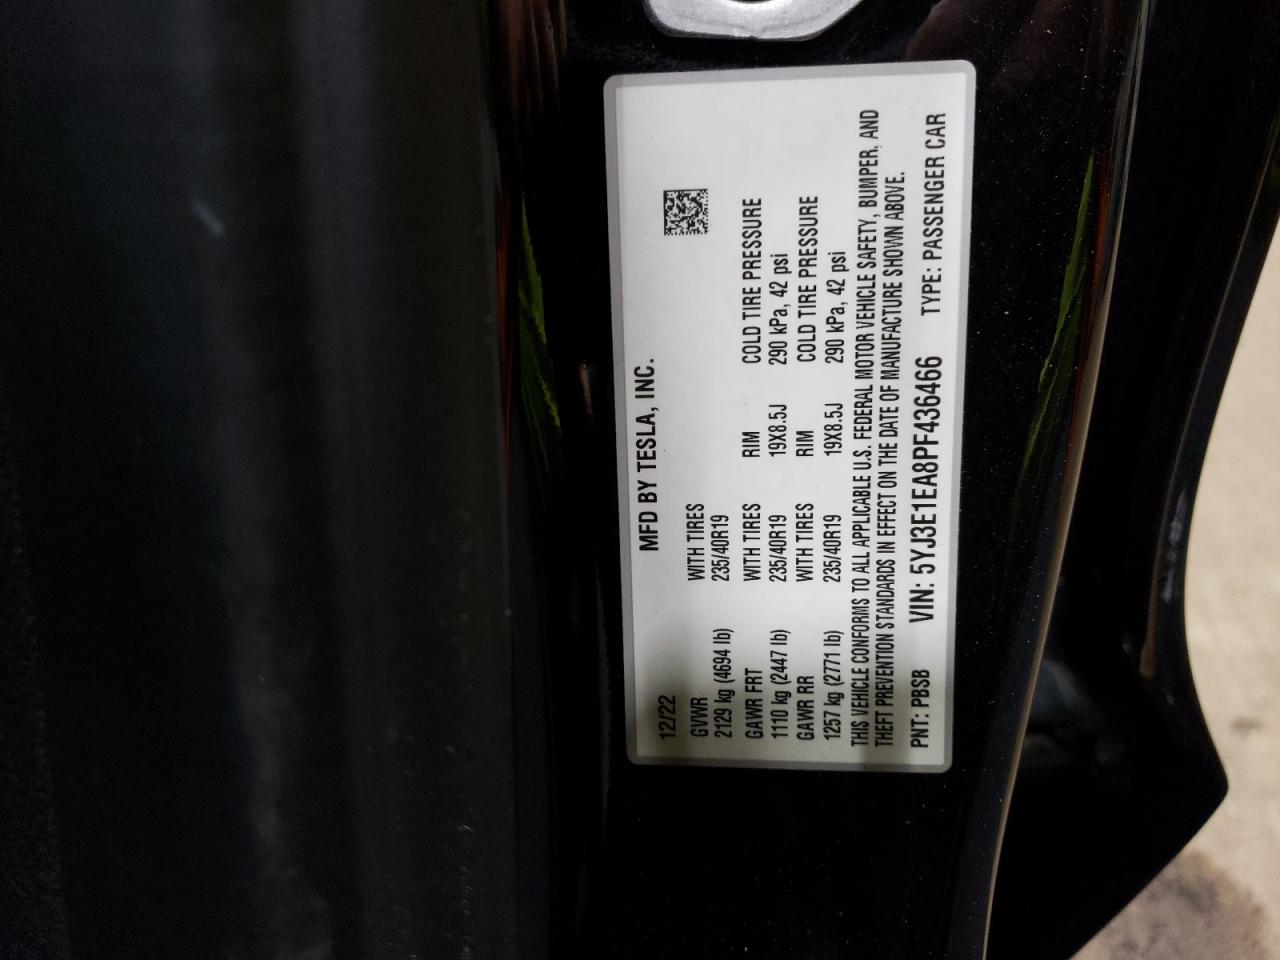 MFD BY TESLA, INC.
12/22
GVWR WITH TIRES
2129 kg (4694 lb) 235/40R19
GAWR FRT WITH TIRES RIM COLD TIRE PRESSURE
1110 kg (2447 lb) 235/40R19 19X8.5J 290 kPa, 42 psi
GAWR RR WITH TIRES RIM COLD TIRE PRESSURE
1257 kg (2771 lb) 235/40R19 19X8.5J 290 kPa, 42 psi
THIS VEHICLE CONFORMS TO ALL APPLICABLE U.S. FEDERAL MOTOR VEHICLE SAFETY, BUMPER, AND
THEFT PREVENTION STANDARDS IN EFFECT ON THE DATE OF MANUFACTURE SHOWN ABOVE.
PNT: PBSB VIN: 5YJ3E1EA8PF436466 TYPE: PASSENGER CAR